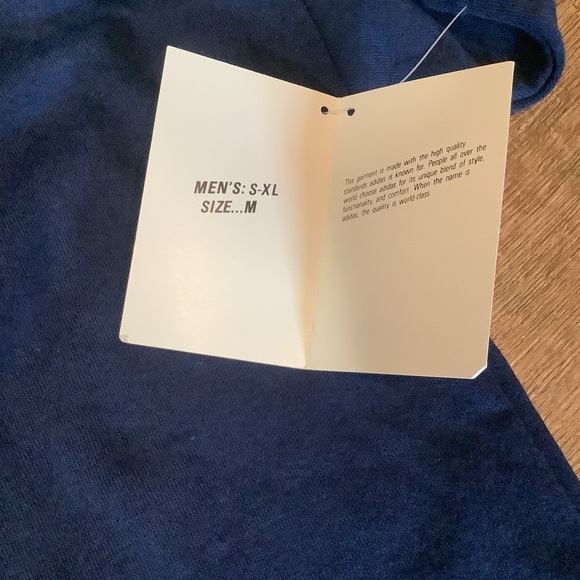 MEN'S: S-XL
SIZE...M
This garment is made with the high quality
standards adidas is known for. People all over the
world choose adidas for its unique blend of style,
functionality, and comfort. When the name is
adidas, the quality is world-class.